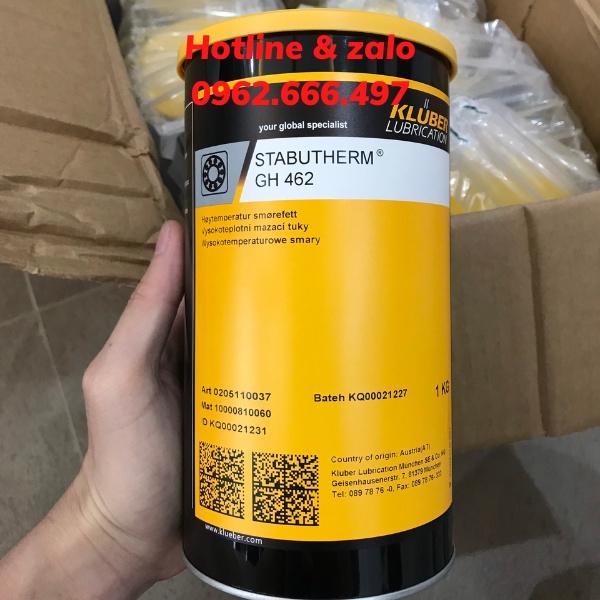 Hotline & zalo
0962.666.497
KLÜBER
LUBRICATION
your global specialist
STABUTHERM®
GH 462
Høytemperatur smørefett
Vysokoteplotni mazací tuky
Wysokotemperaturowe smary
Art 0205110037
Bateh KQ00021227
1 KG
Mat 10000810060
ID KQ00021231
Country of origin: Austria(AT)
Klüber Lubrication München SE & Co. KG
Geisenhausenerstr. 7, 81379 München
Tel: 089 78 76 -0, Fax: 089 78 76-333
www.klueber.com